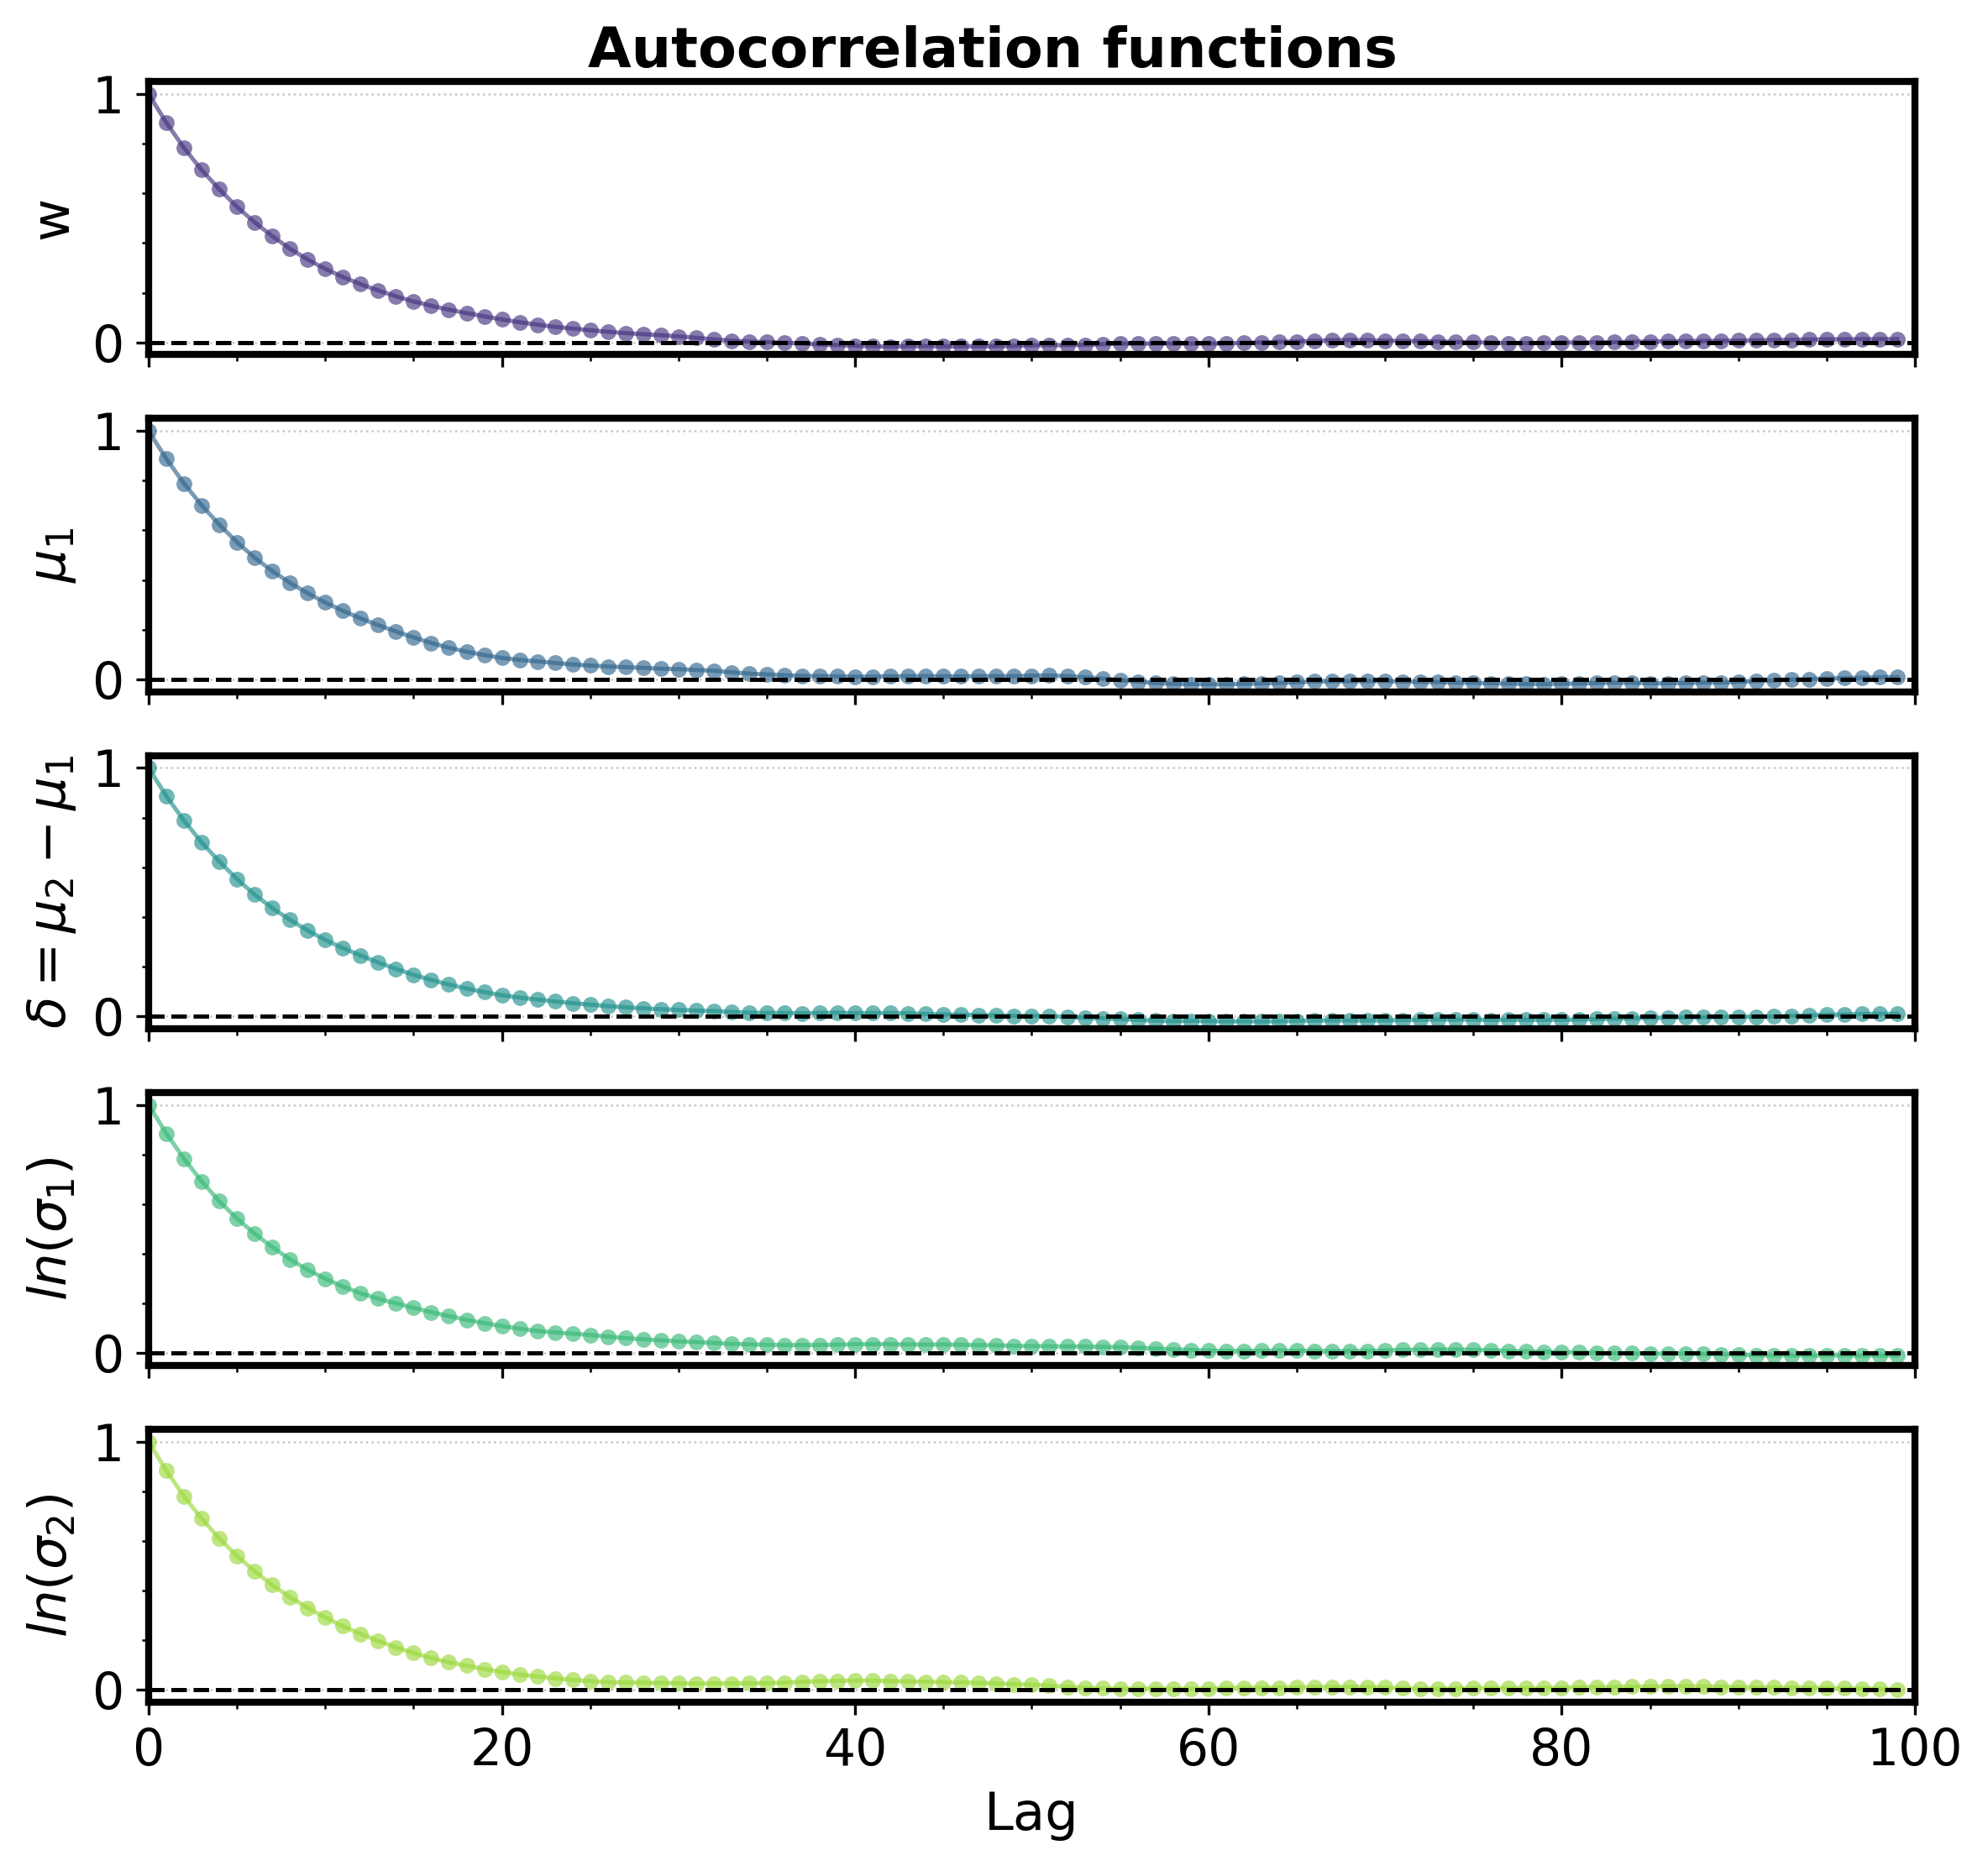 Autocorrelation functions
1
w
0
1
μ₁
0
1
δ = μ₂ − μ₁
0
1
ln(σ₁)
0
1
ln(σ₂)
0
0 20 40 60 80 100
Lag